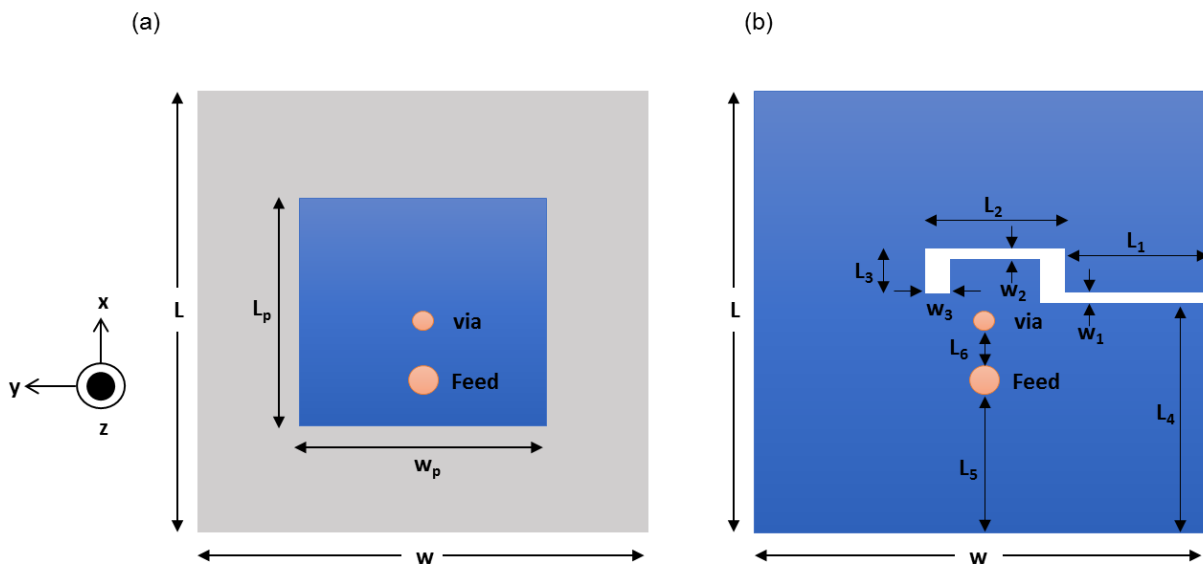 (a)
(b)
L₂
L₁
L₃
w₂
x
L
Lₚ
L
w₃
via
via
w₁
L₆
y
Feed
Feed
z
L₄
wₚ
L₅
w
w